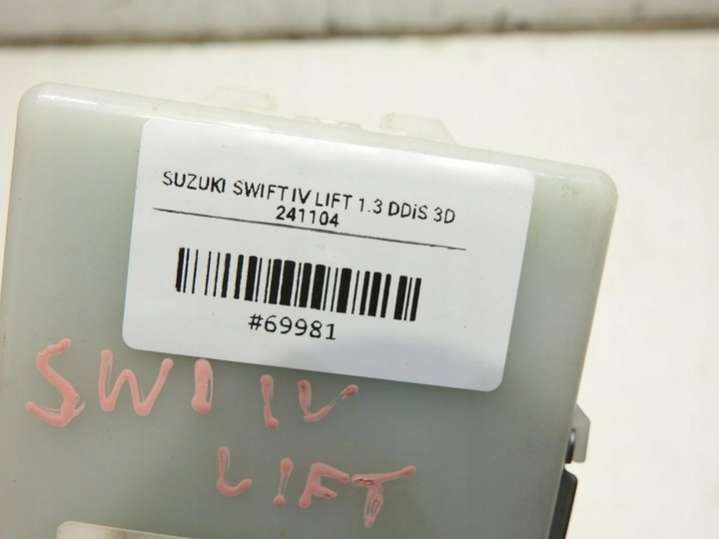 SUZUKI SWIFT IV LIFT 1.3 DDiS 3D
241104
#69981
SWI IV
LIFT